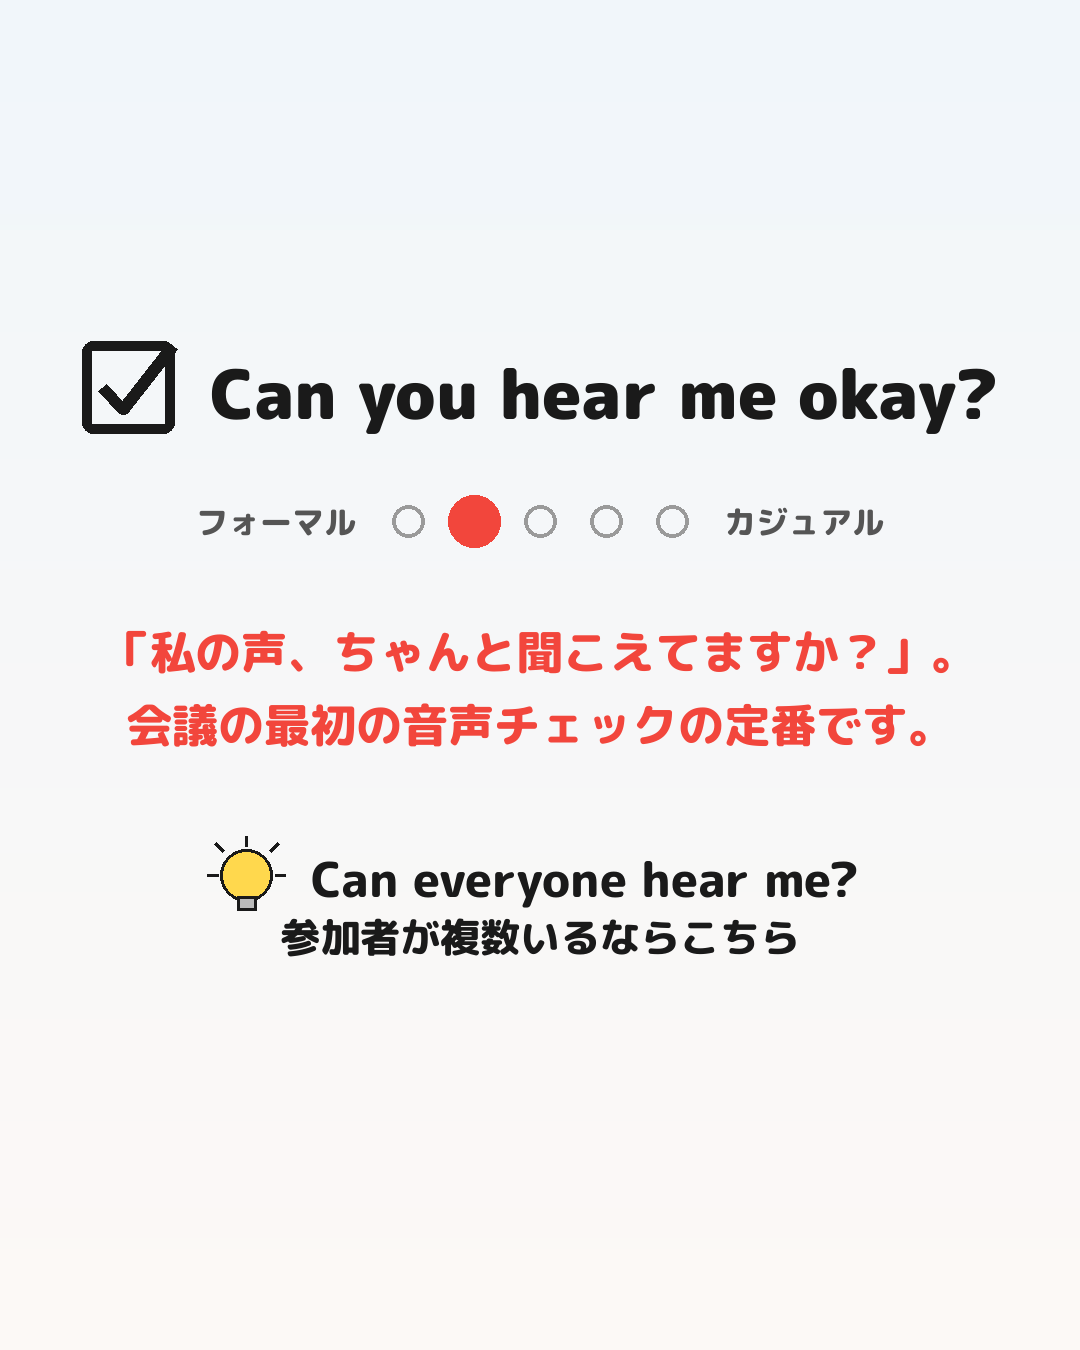 Can you hear me okay?
フォーマル カジュアル
「私の声、ちゃんと聞こえてますか？」。
会議の最初の音声チェックの定番です。
Can everyone hear me?
参加者が複数いるならこちら